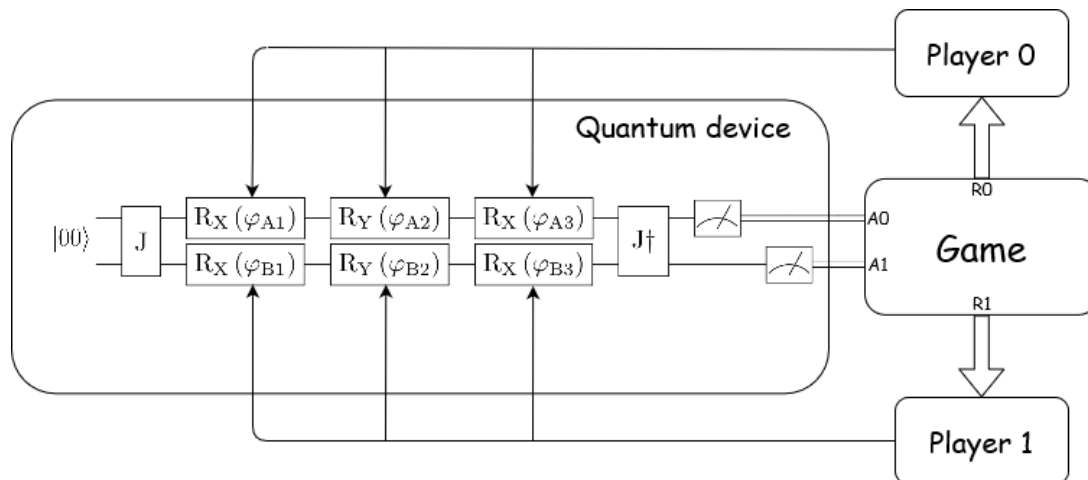 Player 0
Quantum device
R0
|00⟩
J
R_X (φ_A1)
R_Y (φ_A2)
R_X (φ_A3)
J†
A0
R_X (φ_B1)
R_Y (φ_B2)
R_X (φ_B3)
A1
Game
R1
Player 1